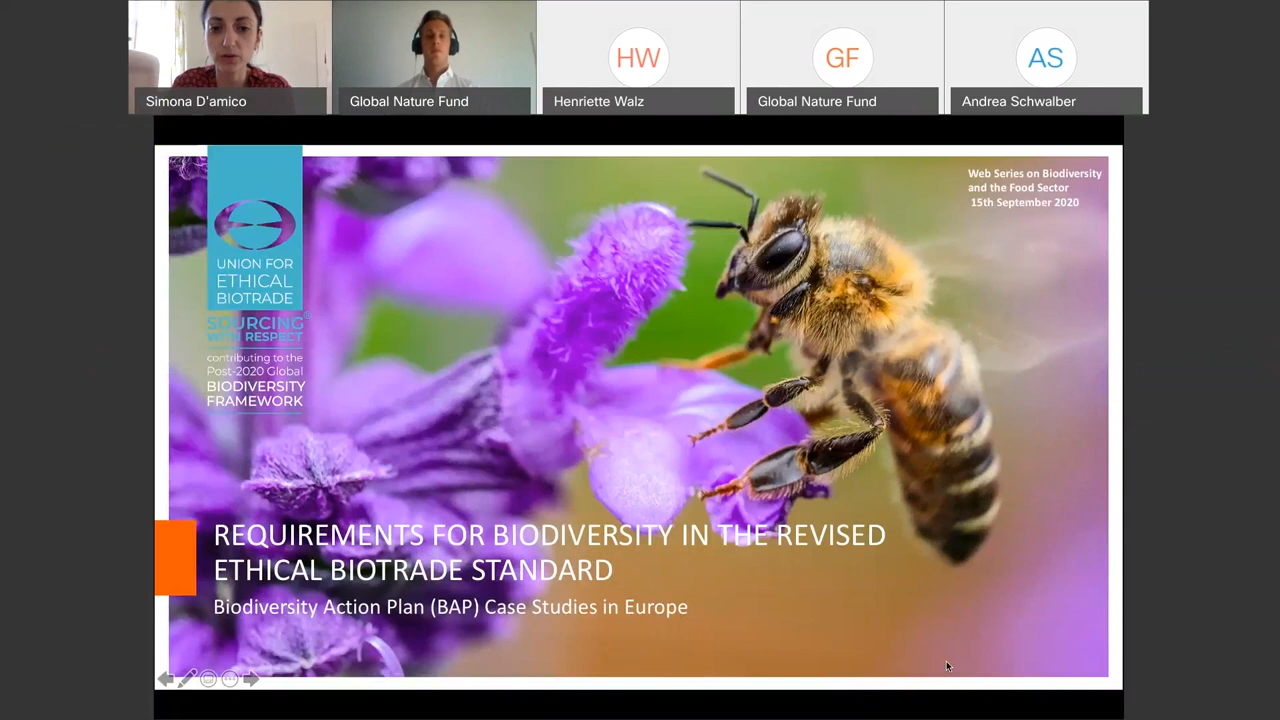 HW
GF
AS
Simona D'amico
Global Nature Fund
Henriette Walz
Global Nature Fund
Andrea Schwalber
Web Series on Biodiversity
and the Food Sector
15th September 2020
UNION FOR
ETHICAL
BIOTRADE
SOURCING®
WITH RESPECT
contributing to the
Post-2020 Global
BIODIVERSITY
FRAMEWORK
REQUIREMENTS FOR BIODIVERSITY IN THE REVISED
ETHICAL BIOTRADE STANDARD
Biodiversity Action Plan (BAP) Case Studies in Europe